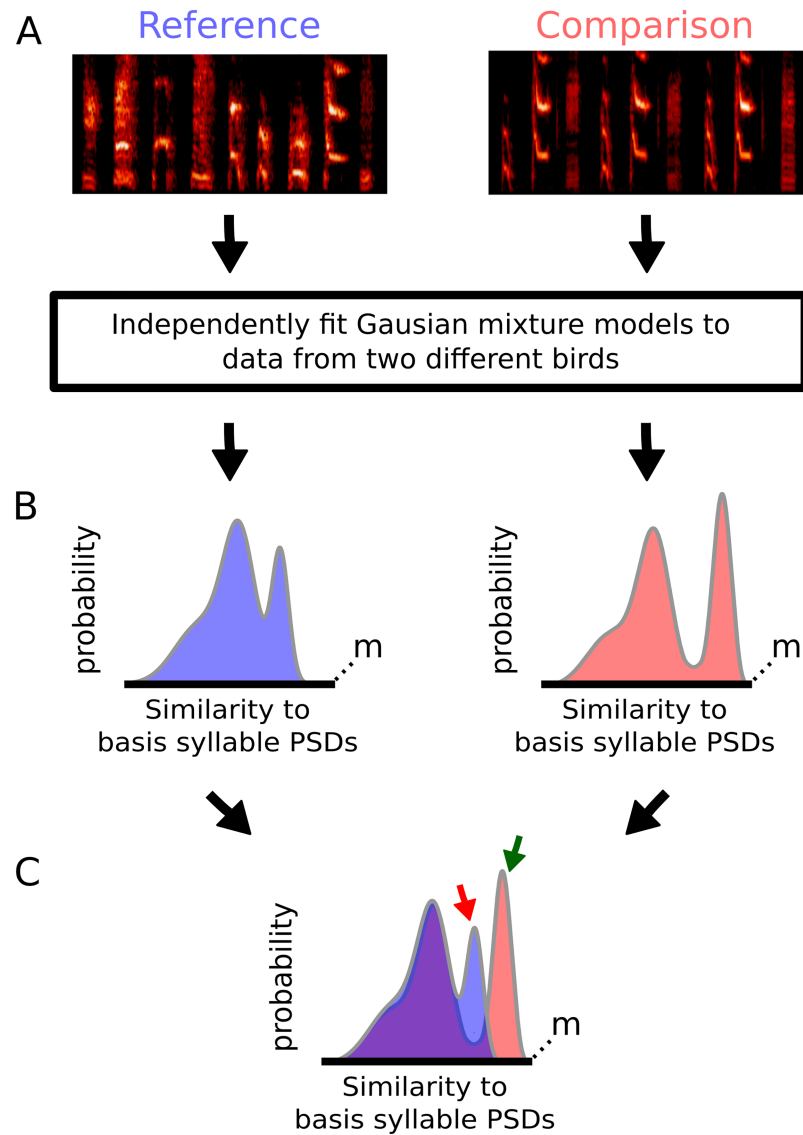 A
Reference
Comparison
Independently fit Gausian mixture models to
data from two different birds
B
probability
m
Similarity to
basis syllable PSDs
probability
m
Similarity to
basis syllable PSDs
C
probability
m
Similarity to
basis syllable PSDs